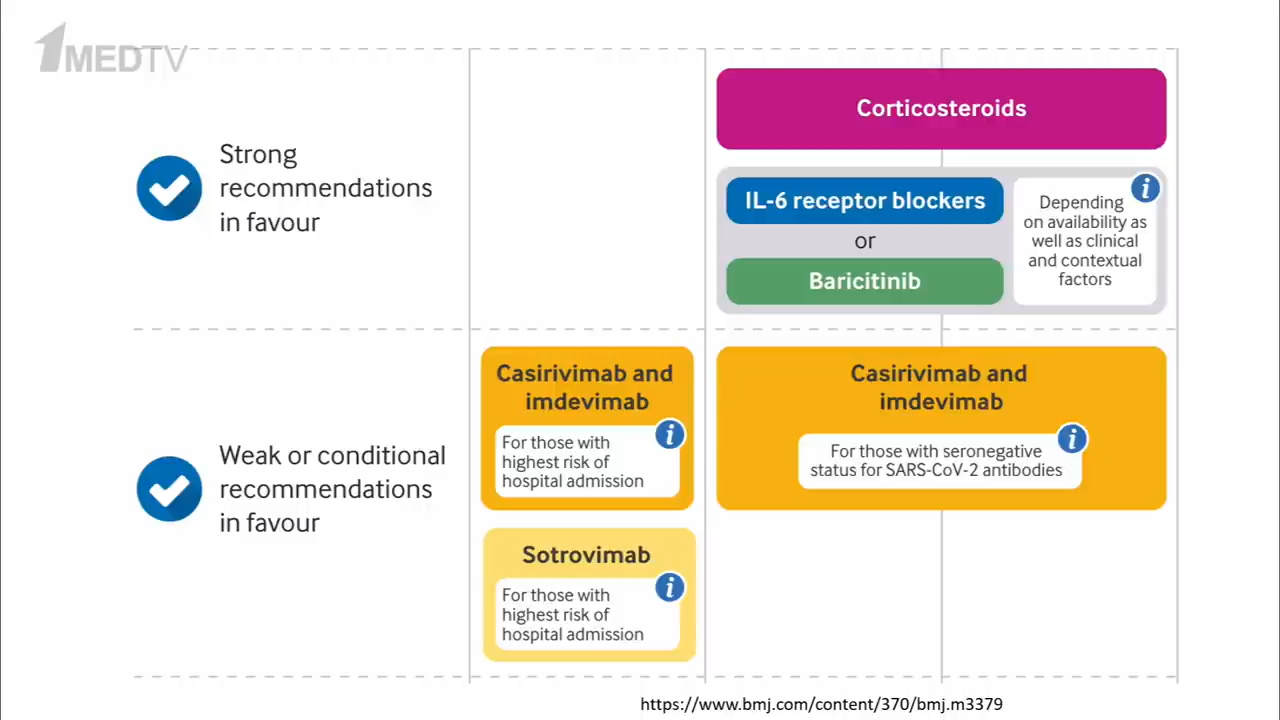 1MEDTV
Strong
recommendations
in favour
Corticosteroids
IL-6 receptor blockers
or
Baricitinib
i
Depending
on availability as
well as clinical
and contextual
factors
Weak or conditional
recommendations
in favour
Casirivimab and
imdevimab
i
For those with
highest risk of
hospital admission
Casirivimab and
imdevimab
i
For those with seronegative
status for SARS-CoV-2 antibodies
Sotrovimab
i
For those with
highest risk of
hospital admission
https://www.bmj.com/content/370/bmj.m3379